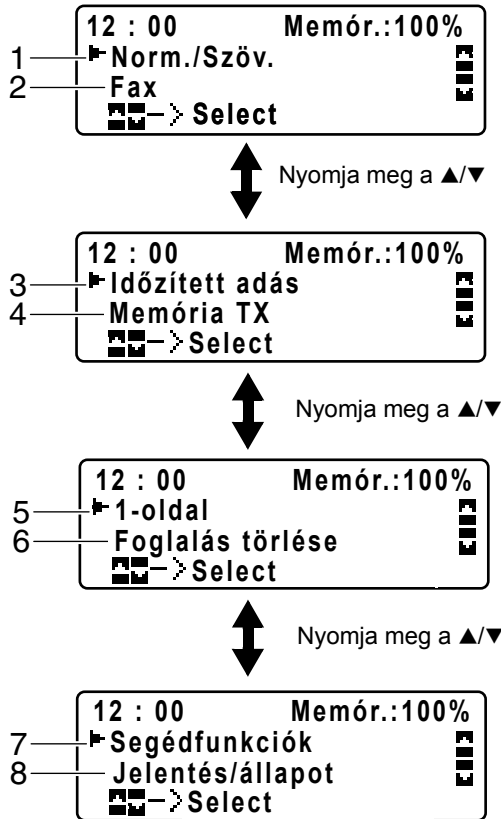 12 : 00 Memór.:100%
1 Norm./Szöv.
2 Fax
–> Select
Nyomja meg a ▲/▼
12 : 00 Memór.:100%
3 Időzített adás
4 Memória TX
–>Select
Nyomja meg a ▲/▼
12 : 00 Memór.:100%
5 1-oldal
6 Foglalás törlése
–>Select
Nyomja meg a ▲/▼
12 : 00 Memór.:100%
7 Segédfunkciók
8 Jelentés/állapot
–>Select